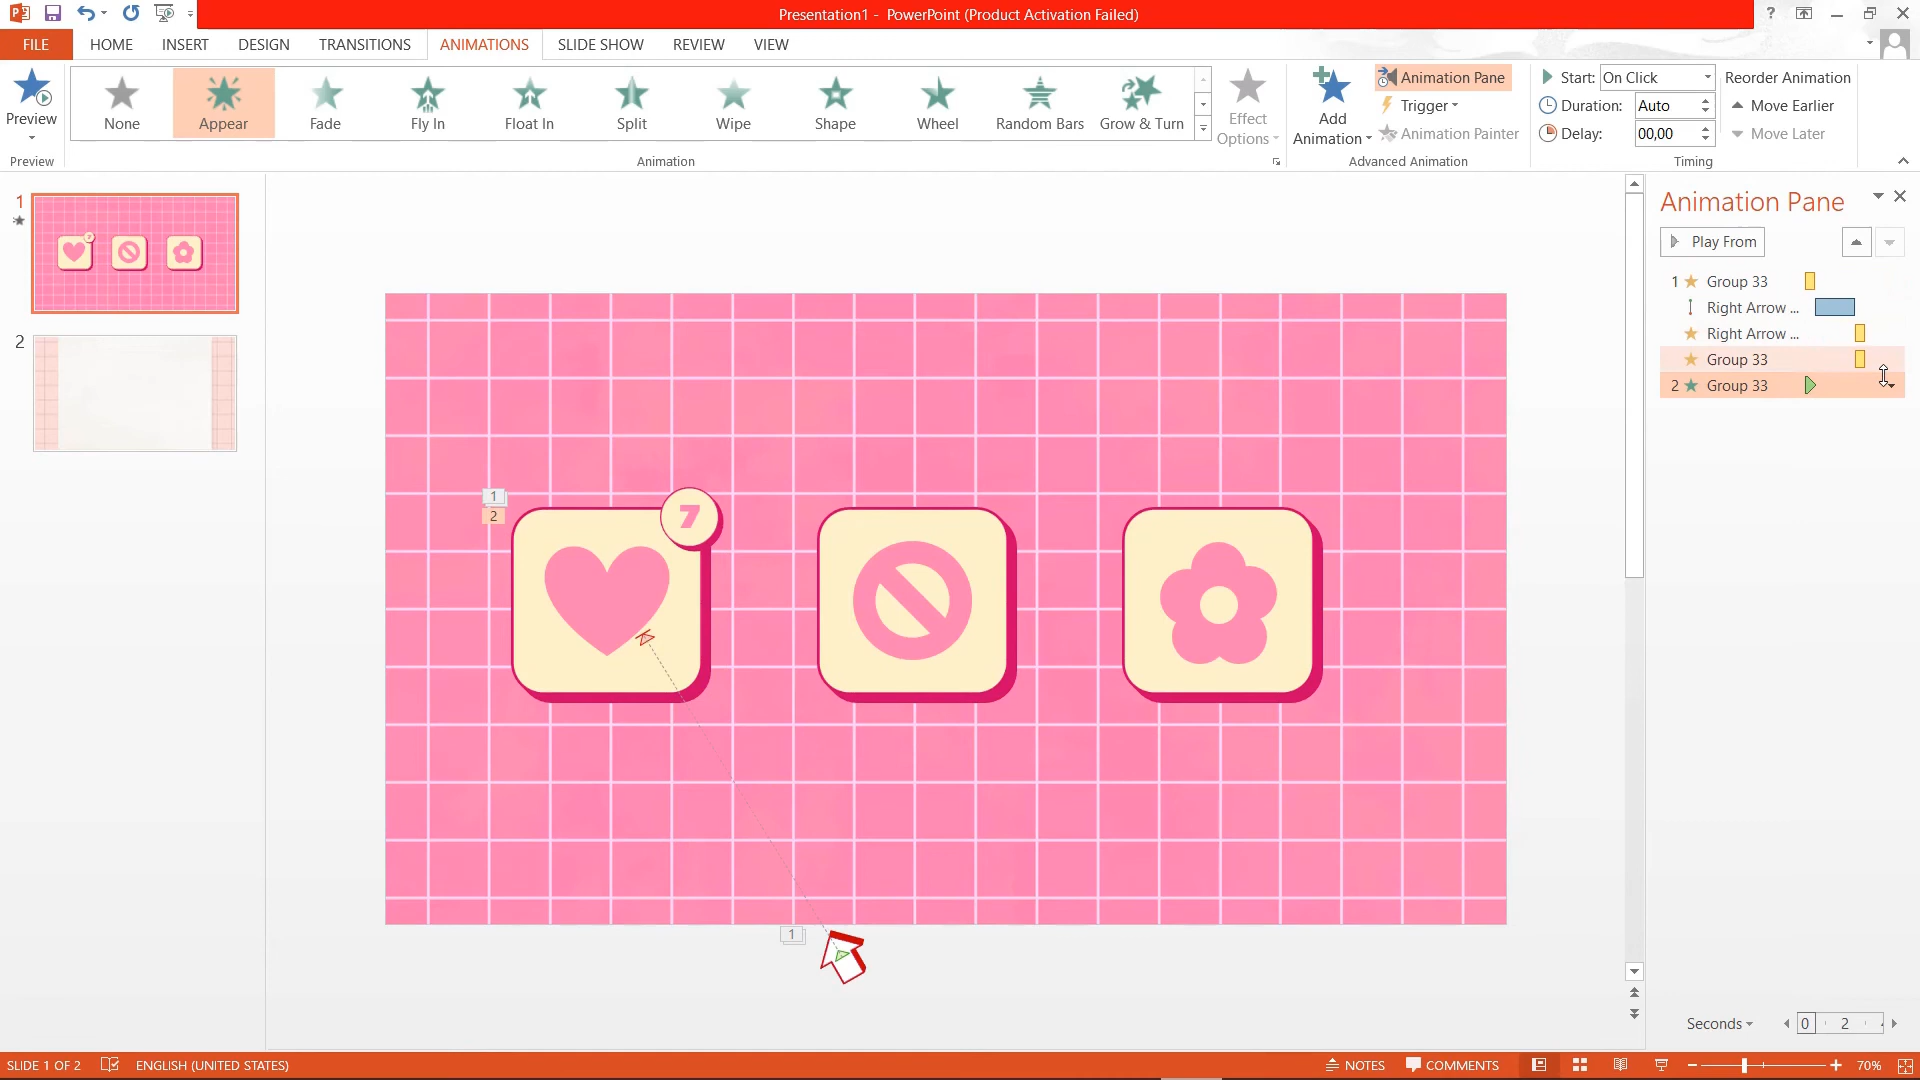 Presentation1 - PowerPoint (Product Activation Failed)
FILE HOME INSERT DESIGN TRANSITIONS ANIMATIONS SLIDE SHOW REVIEW VIEW
Preview
Preview
None Appear Fade Fly In Float In Split Wipe Shape Wheel Random Bars Grow & Turn
Animation
Effect Options
Add Animation
Animation Pane
Trigger
Animation Painter
Advanced Animation
Start: On Click
Duration: Auto
Delay: 00,00
Reorder Animation
Move Earlier
Move Later
Timing
1
2
1
2
7
1
Animation Pane
Play From
1 Group 33
Right Arrow ...
Right Arrow ...
Group 33
2 Group 33
Seconds 0 2
SLIDE 1 OF 2 ENGLISH (UNITED STATES) NOTES COMMENTS 70%